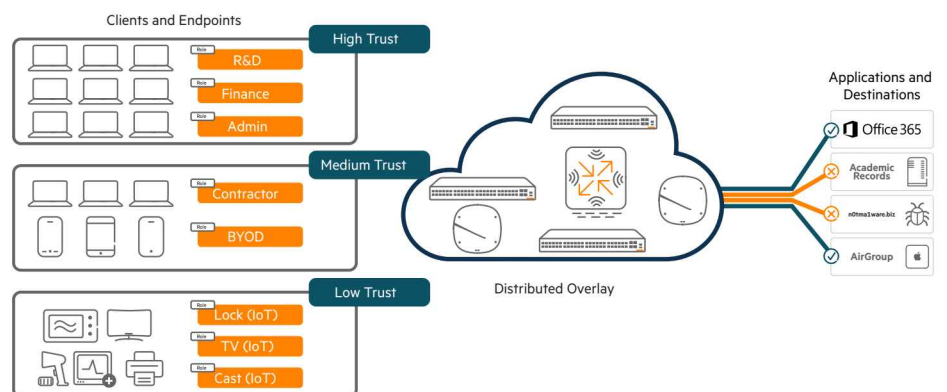 Clients and Endpoints
High Trust
Role
R&D
Role
Finance
Role
Admin
Medium Trust
Role
Contractor
Role
BYOD
Low Trust
Role
Lock (IoT)
Role
TV (IoT)
Role
Cast (IoT)
Distributed Overlay
Applications and
Destinations
Office 365
Academic
Records
n0tma1ware.biz
AirGroup